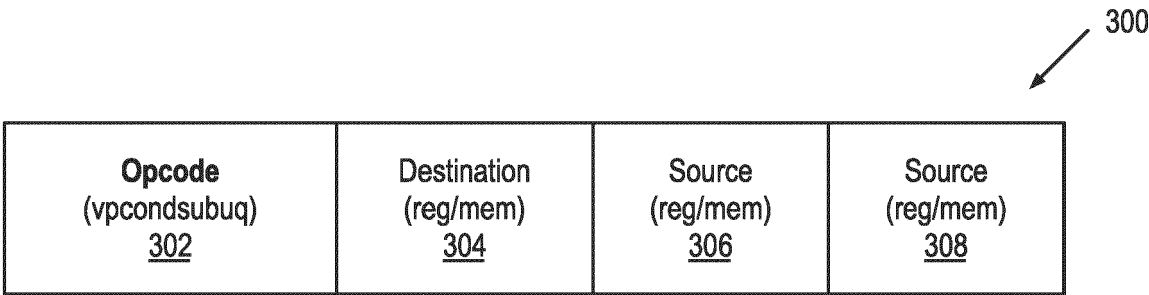 300
Opcode
(vpcondsubuq)
302
Destination
(reg/mem)
304
Source
(reg/mem)
306
Source
(reg/mem)
308